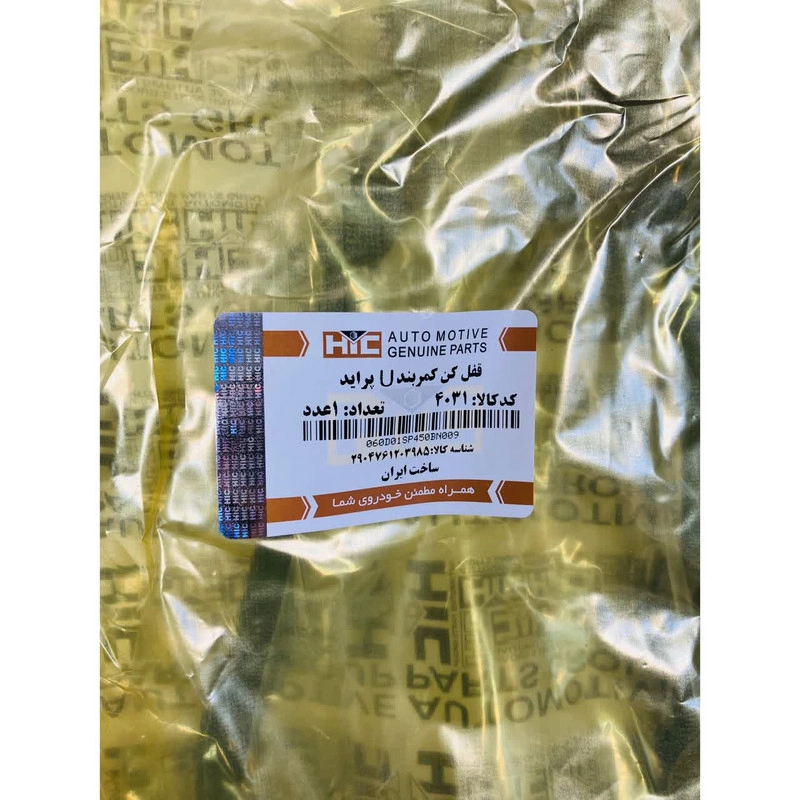 HIC AUTO MOTIVE
GENUINE PARTS
قفل کن کمربند U پراید
کدکالا: ۴۰۳۱ تعداد: ۱عدد
060D01SP450BN009
شناسه کالا:۲۹۰۴۷۶۱۲۰۳۹۸۵
ساخت ایران
همراه مطمئن خودروی شما